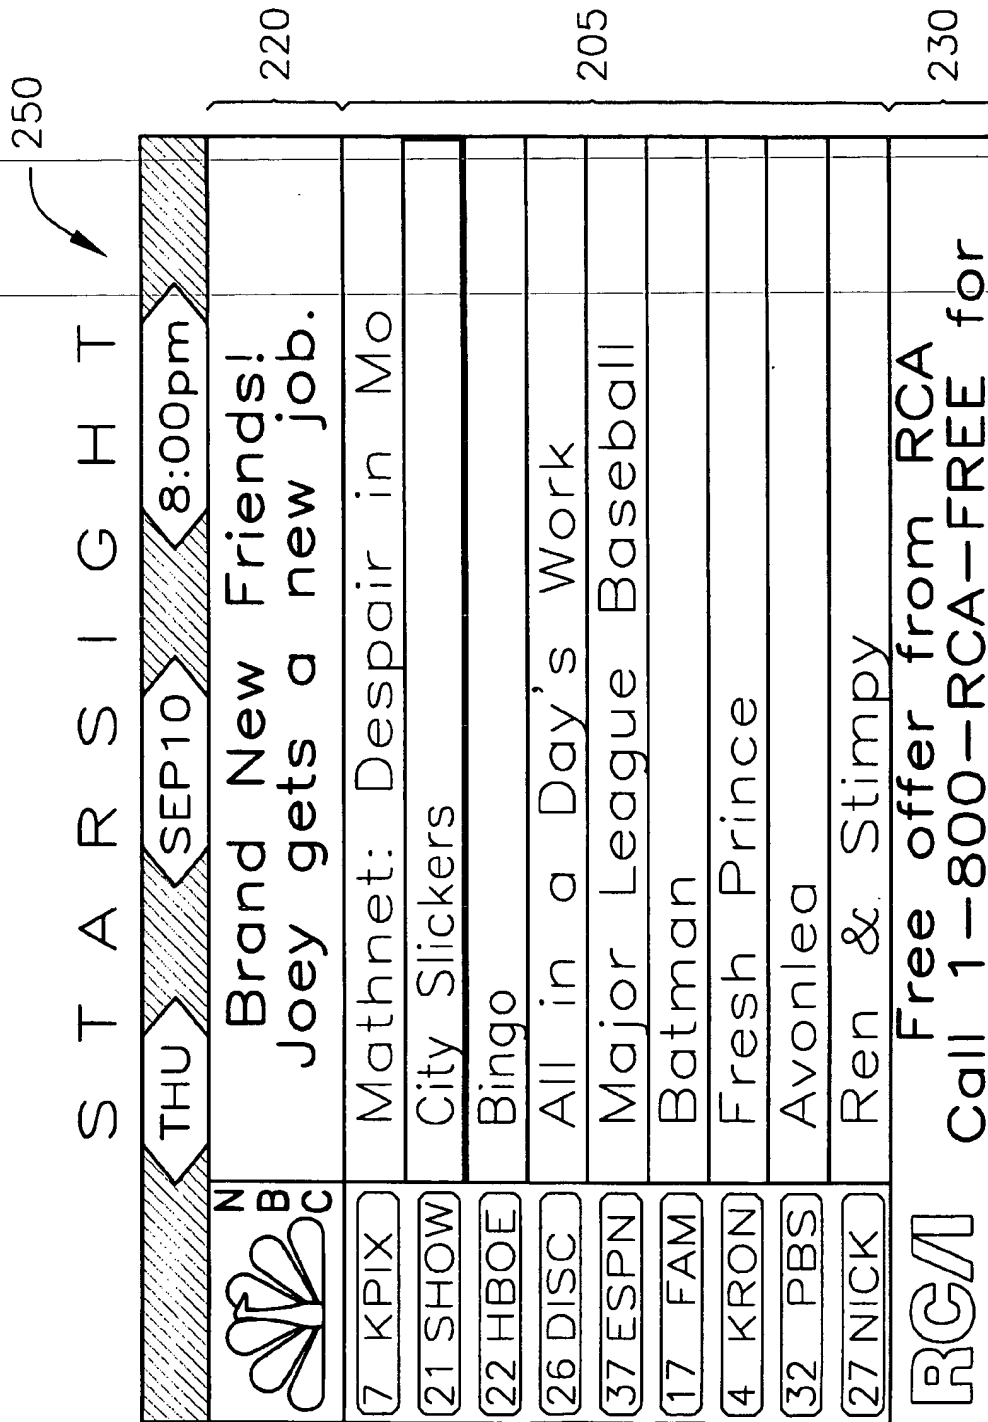 250
S T A R S I G H T
THU SEP10 8:00pm
NBC Brand New Friends!
Joey gets a new job.
220
7 KPIX Mathnet: Despair in Mo
21 SHOW City Slickers
22 HBOE Bingo
26 DISC All in a Day's Work
37 ESPN Major League Baseball
205
17 FAM Batman
4 KRON Fresh Prince
32 PBS Avonlea
27 NICK Ren & Stimpy
RC/I Free offer from RCA
Call 1-800-RCA-FREE for
230